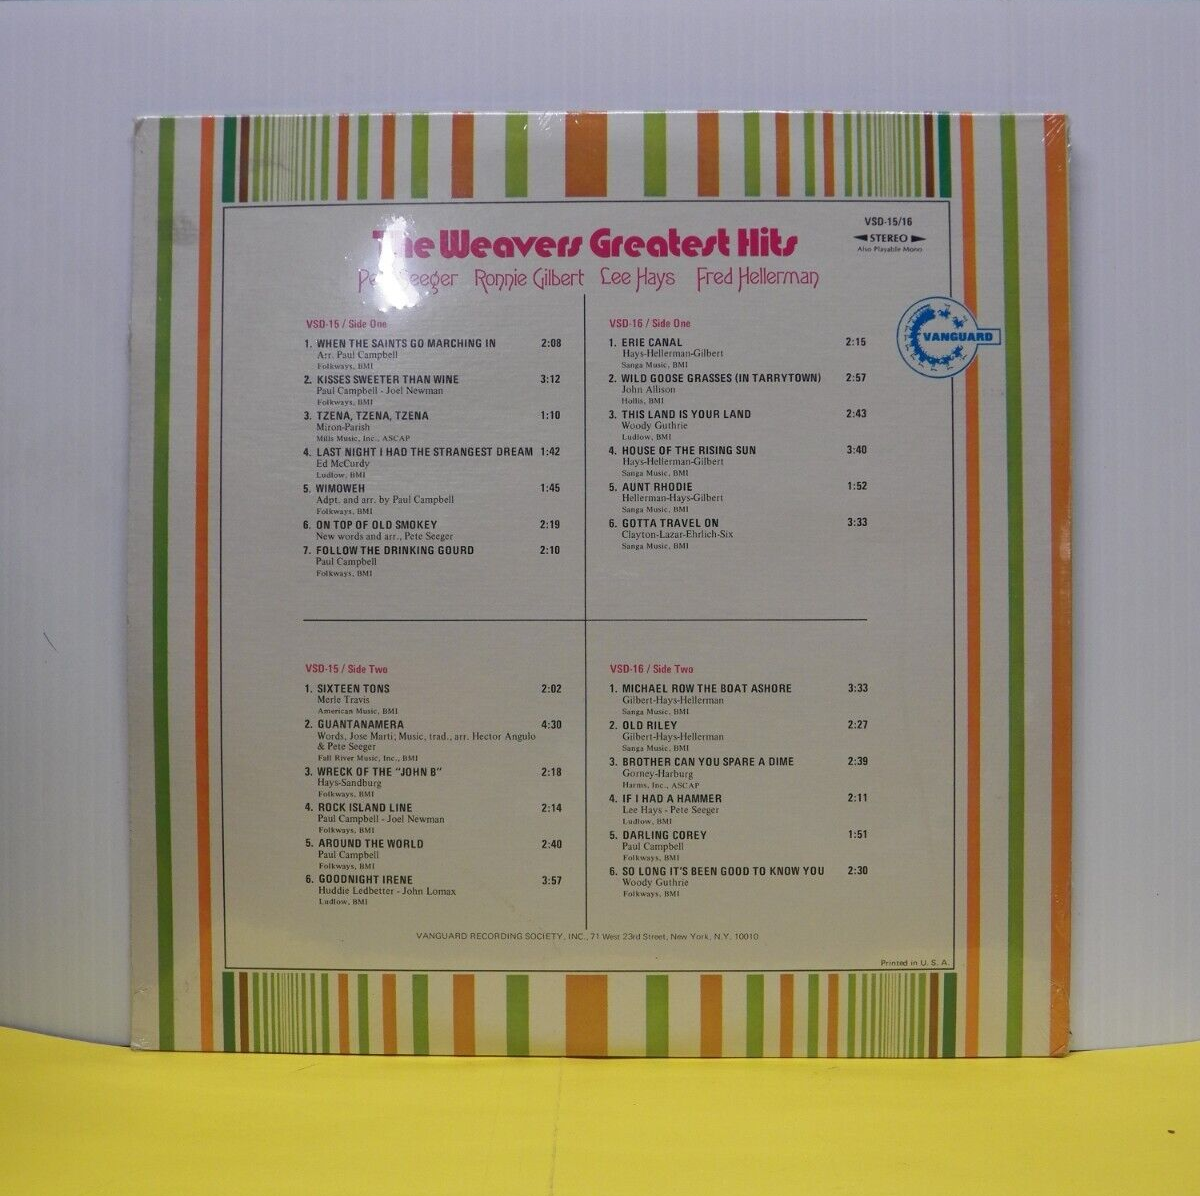 The Weavers Greatest Hits
Pete Seeger Ronnie Gilbert Lee Hays Fred Hellerman
VSD-15/16
STEREO
Also Playable Mono
VANGUARD
VSD-15 / Side One
1. WHEN THE SAINTS GO MARCHING IN 2:08
Arr. Paul Campbell
Folkways, BMI
2. KISSES SWEETER THAN WINE 3:12
Paul Campbell - Joel Newman
Folkways, BMI
3. TZENA, TZENA, TZENA 1:10
Miron-Parish
Mills Music, Inc., ASCAP
4. LAST NIGHT I HAD THE STRANGEST DREAM 1:42
Ed McCurdy
Ludlow, BMI
5. WIMOWEH 1:45
Adpt. and arr. by Paul Campbell
Folkways, BMI
6. ON TOP OF OLD SMOKEY 2:19
New words and arr., Pete Seeger
7. FOLLOW THE DRINKING GOURD 2:10
Paul Campbell
Folkways, BMI
VSD-16 / Side One
1. ERIE CANAL 2:15
Hays-Hellerman-Gilbert
Sanga Music, BMI
2. WILD GOOSE GRASSES (IN TARRYTOWN) 2:57
John Allison
Hollis, BMI
3. THIS LAND IS YOUR LAND 2:43
Woody Guthrie
Ludlow, BMI
4. HOUSE OF THE RISING SUN 3:40
Hays-Hellerman-Gilbert
Sanga Music, BMI
5. AUNT RHODIE 1:52
Hellerman-Hays-Gilbert
Sanga Music, BMI
6. GOTTA TRAVEL ON 3:33
Clayton-Lazar-Ehrlich-Six
Sanga Music, BMI
VSD-15 / Side Two
1. SIXTEEN TONS 2:02
Merle Travis
American Music, BMI
2. GUANTANAMERA 4:30
Words, Jose Marti; Music, trad., arr. Hector Angulo
& Pete Seeger
Fall River Music, Inc., BMI
3. WRECK OF THE "JOHN B" 2:18
Hays-Sandburg
Folkways, BMI
4. ROCK ISLAND LINE 2:14
Paul Campbell - Joel Newman
Folkways, BMI
5. AROUND THE WORLD 2:40
Paul Campbell
Folkways, BMI
6. GOODNIGHT IRENE 3:57
Huddie Ledbetter - John Lomax
Ludlow, BMI
VSD-16 / Side Two
1. MICHAEL ROW THE BOAT ASHORE 3:33
Gilbert-Hays-Hellerman
Sanga Music, BMI
2. OLD RILEY 2:27
Gilbert-Hays-Hellerman
Sanga Music, BMI
3. BROTHER CAN YOU SPARE A DIME 2:39
Gorney-Harburg
Harms, Inc., ASCAP
4. IF I HAD A HAMMER 2:11
Lee Hays - Pete Seeger
Ludlow, BMI
5. DARLING COREY 1:51
Paul Campbell
Folkways, BMI
6. SO LONG IT'S BEEN GOOD TO KNOW YOU 2:30
Woody Guthrie
Folkways, BMI
VANGUARD RECORDING SOCIETY, INC., 71 West 23rd Street, New York, N.Y. 10010
Printed in U. S. A.